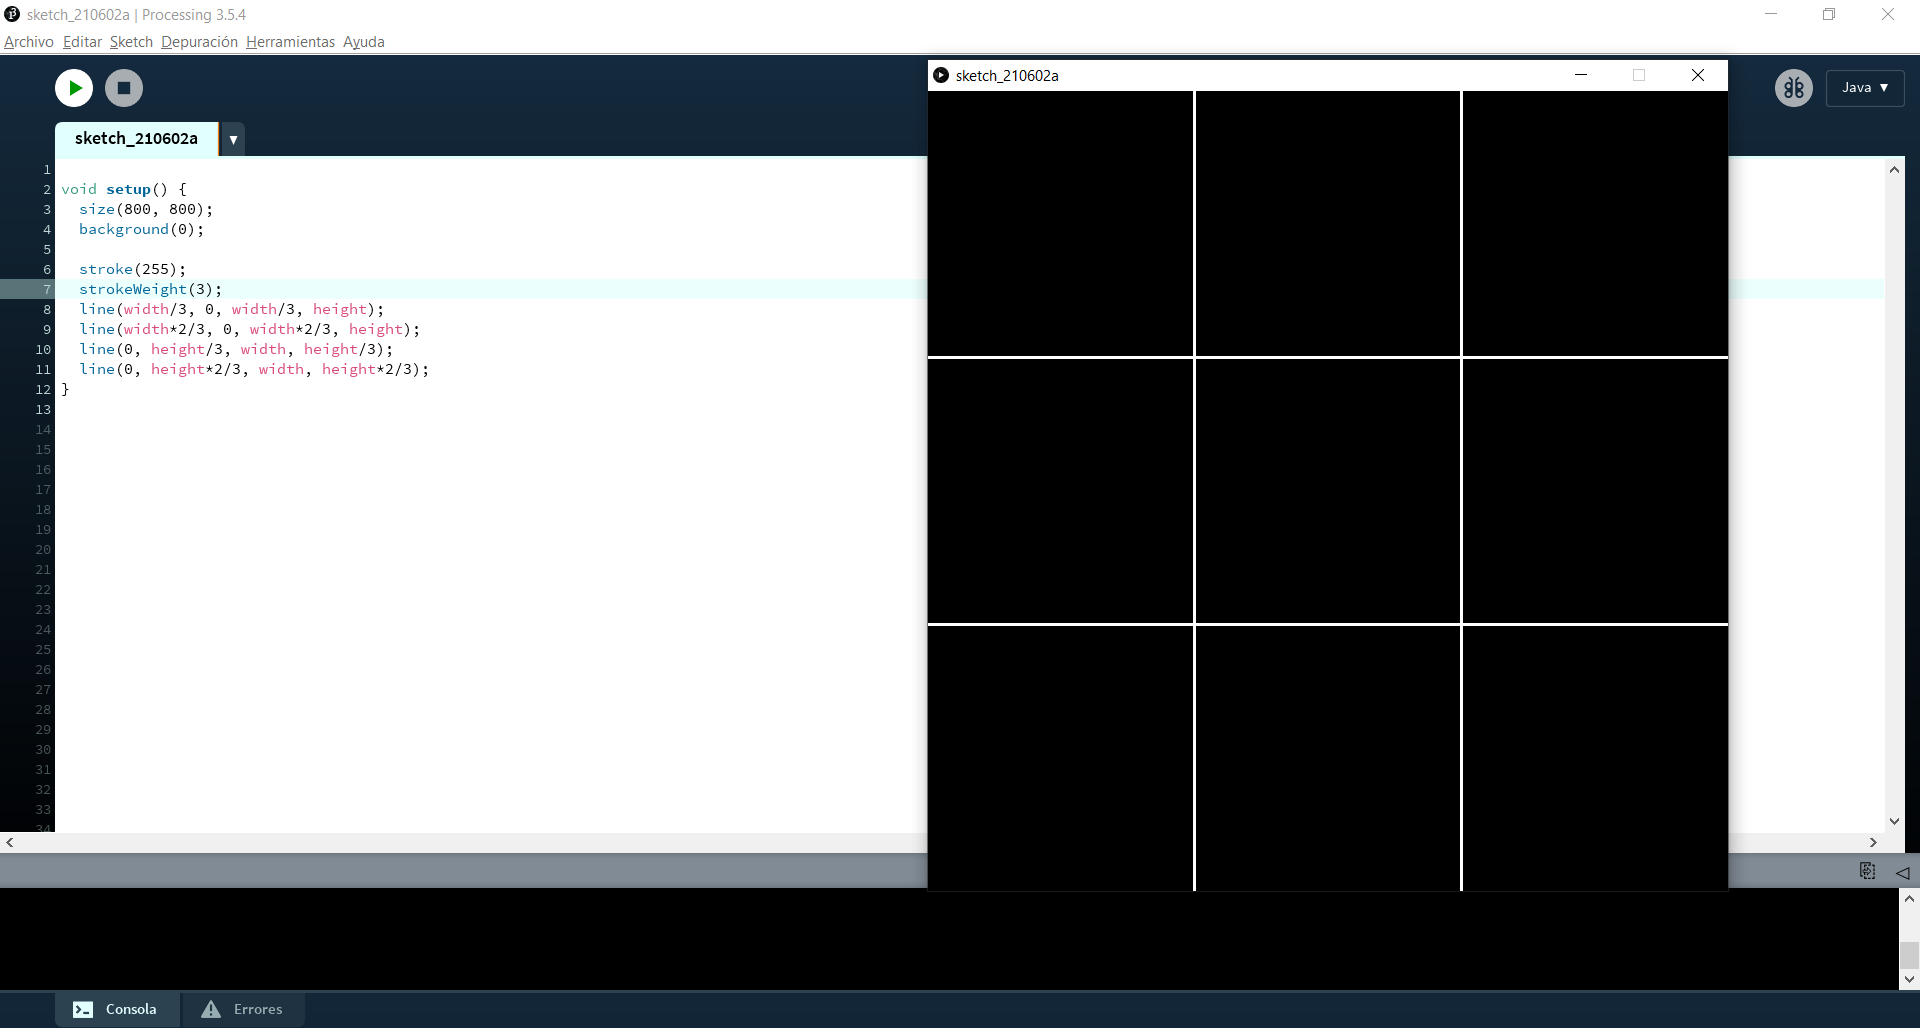 sketch_210602a | Processing 3.5.4
Archivo Editar Sketch Depuración Herramientas Ayuda
sketch_210602a
Java ▼
sketch_210602a ▼
1
2 void setup() {
3 size(800, 800);
4 background(0);
5
6 stroke(255);
7 strokeWeight(3);
8 line(width/3, 0, width/3, height);
9 line(width*2/3, 0, width*2/3, height);
10 line(0, height/3, width, height/3);
11 line(0, height*2/3, width, height*2/3);
12 }
13
14
15
16
17
18
19
20
21
22
23
24
25
26
27
28
29
30
31
32
33
34
Consola Errores